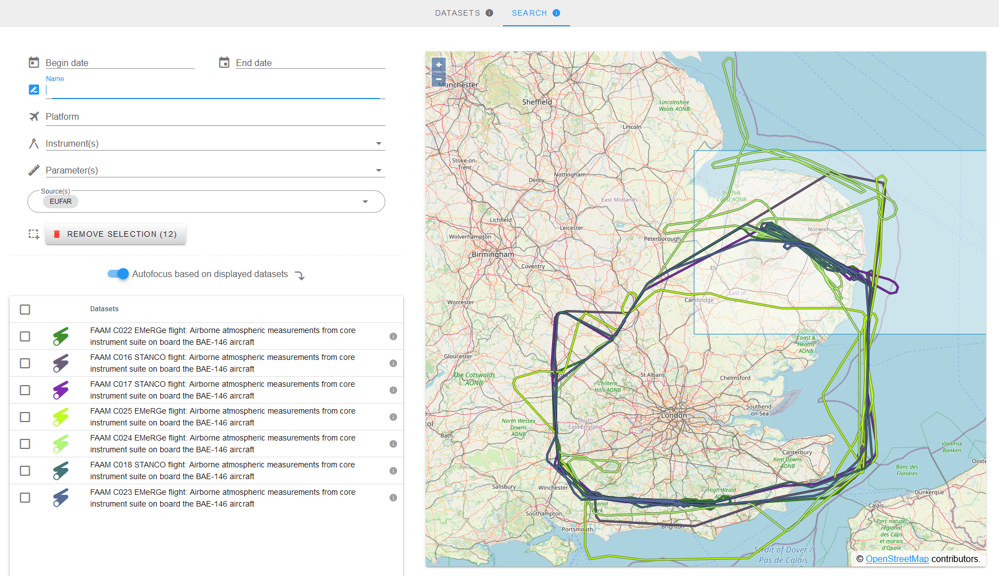 DATASETS
SEARCH
Begin date
End date
Name
Platform
Instrument(s)
Parameter(s)
Source(s)
EUFAR
REMOVE SELECTION (12)
Autofocus based on displayed datasets
Datasets
FAAM C022 EMeRGe flight: Airborne atmospheric measurements from core
instrument suite on board the BAE-146 aircraft
FAAM C016 STANCO flight: Airborne atmospheric measurements from core
instrument suite on board the BAE-146 aircraft
FAAM C017 STANCO flight: Airborne atmospheric measurements from core
instrument suite on board the BAE-146 aircraft
FAAM C025 EMeRGe flight: Airborne atmospheric measurements from core
instrument suite on board the BAE-146 aircraft
FAAM C024 EMeRGe flight: Airborne atmospheric measurements from core
instrument suite on board the BAE-146 aircraft
FAAM C018 STANCO flight: Airborne atmospheric measurements from core
instrument suite on board the BAE-146 aircraft
FAAM C023 EMeRGe flight: Airborne atmospheric measurements from core
instrument suite on board the BAE-146 aircraft
+
−
Manchester
Sheffield
Lincolnshire
Wolds AONB
Lincoln
Stoke-on-
Trent
Nottingham
Derby
East Midlands
Norfolk
Coast AONB
Lichfield
Leicester
Norwich
Wolverhampton
Peterborough
Birmingham
Coventry
Ely
East of
England
Worcester
Cambridge
Suffolk
Coast &
Heaths
AONB
Gloucester
The Cotswolds
AONB
St Albans
Chelmsford
Chiltern
Hills AONB
Southend-
on-Sea
London
North Wessex
Downs
AONB
South
East England
tol
Bath
Vlaamse
Banken
Canterbury
Kent Downs
AONB
Ooste
Banc des
Flandres
Salisbury
Winchester
High Weald
AON
Dunkerque
National
Park
Calais
Southampton
Portsmouth
Brighton
Parc naturel
régional
des Caps
et marais
d'Opale
Strait of Dover /
Pas de Calais
© OpenStreetMap contributors.